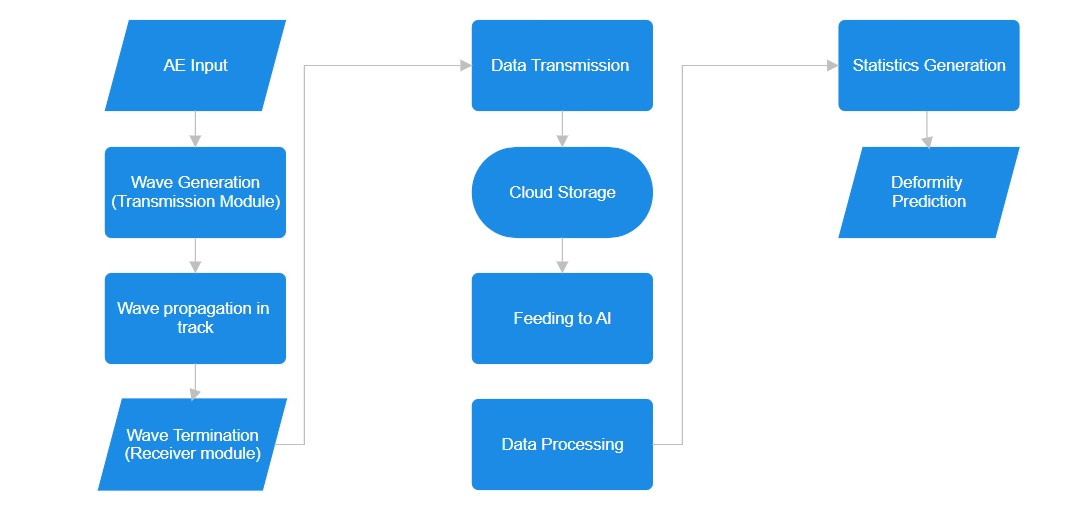 AE Input
Wave Generation
(Transmission Module)
Wave propagation in
track
Wave Termination
(Receiver module)
Data Transmission
Cloud Storage
Feeding to AI
Data Processing
Statistics Generation
Deformity
Prediction